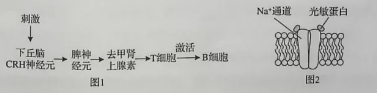 刺激
下丘脑
CRH神经元
脾神
经元
去甲肾
上腺素
T细胞
激活
B细胞
图1
Na⁺通道
光敏蛋白
图2